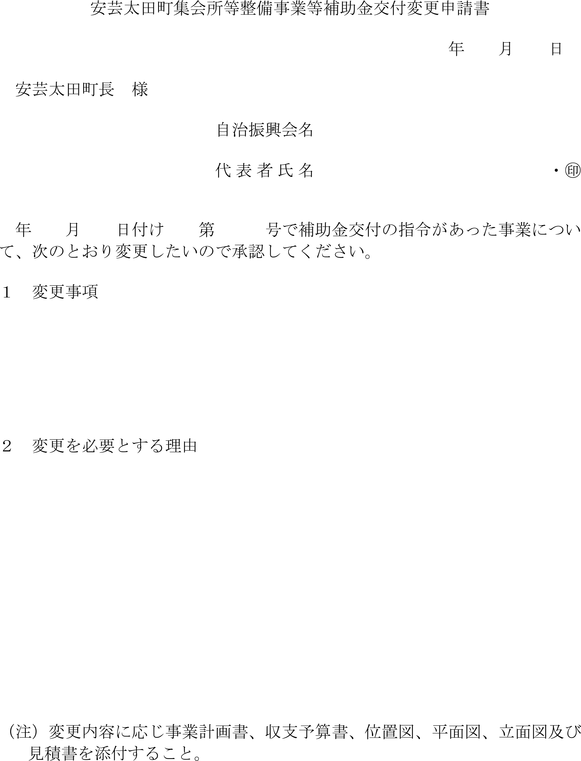 安芸太田町集会所等整備事業等補助金交付変更申請書
年　　月　　日
安芸太田町長　様
自治振興会名
代 表 者 氏 名　　　　　　　・㊞
年　　月　　日付け　　第　　　号で補助金交付の指令があった事業につい
て、次のとおり変更したいので承認してください。
１　変更事項
２　変更を必要とする理由
（注）変更内容に応じ事業計画書、収支予算書、位置図、平面図、立面図及び
見積書を添付すること。